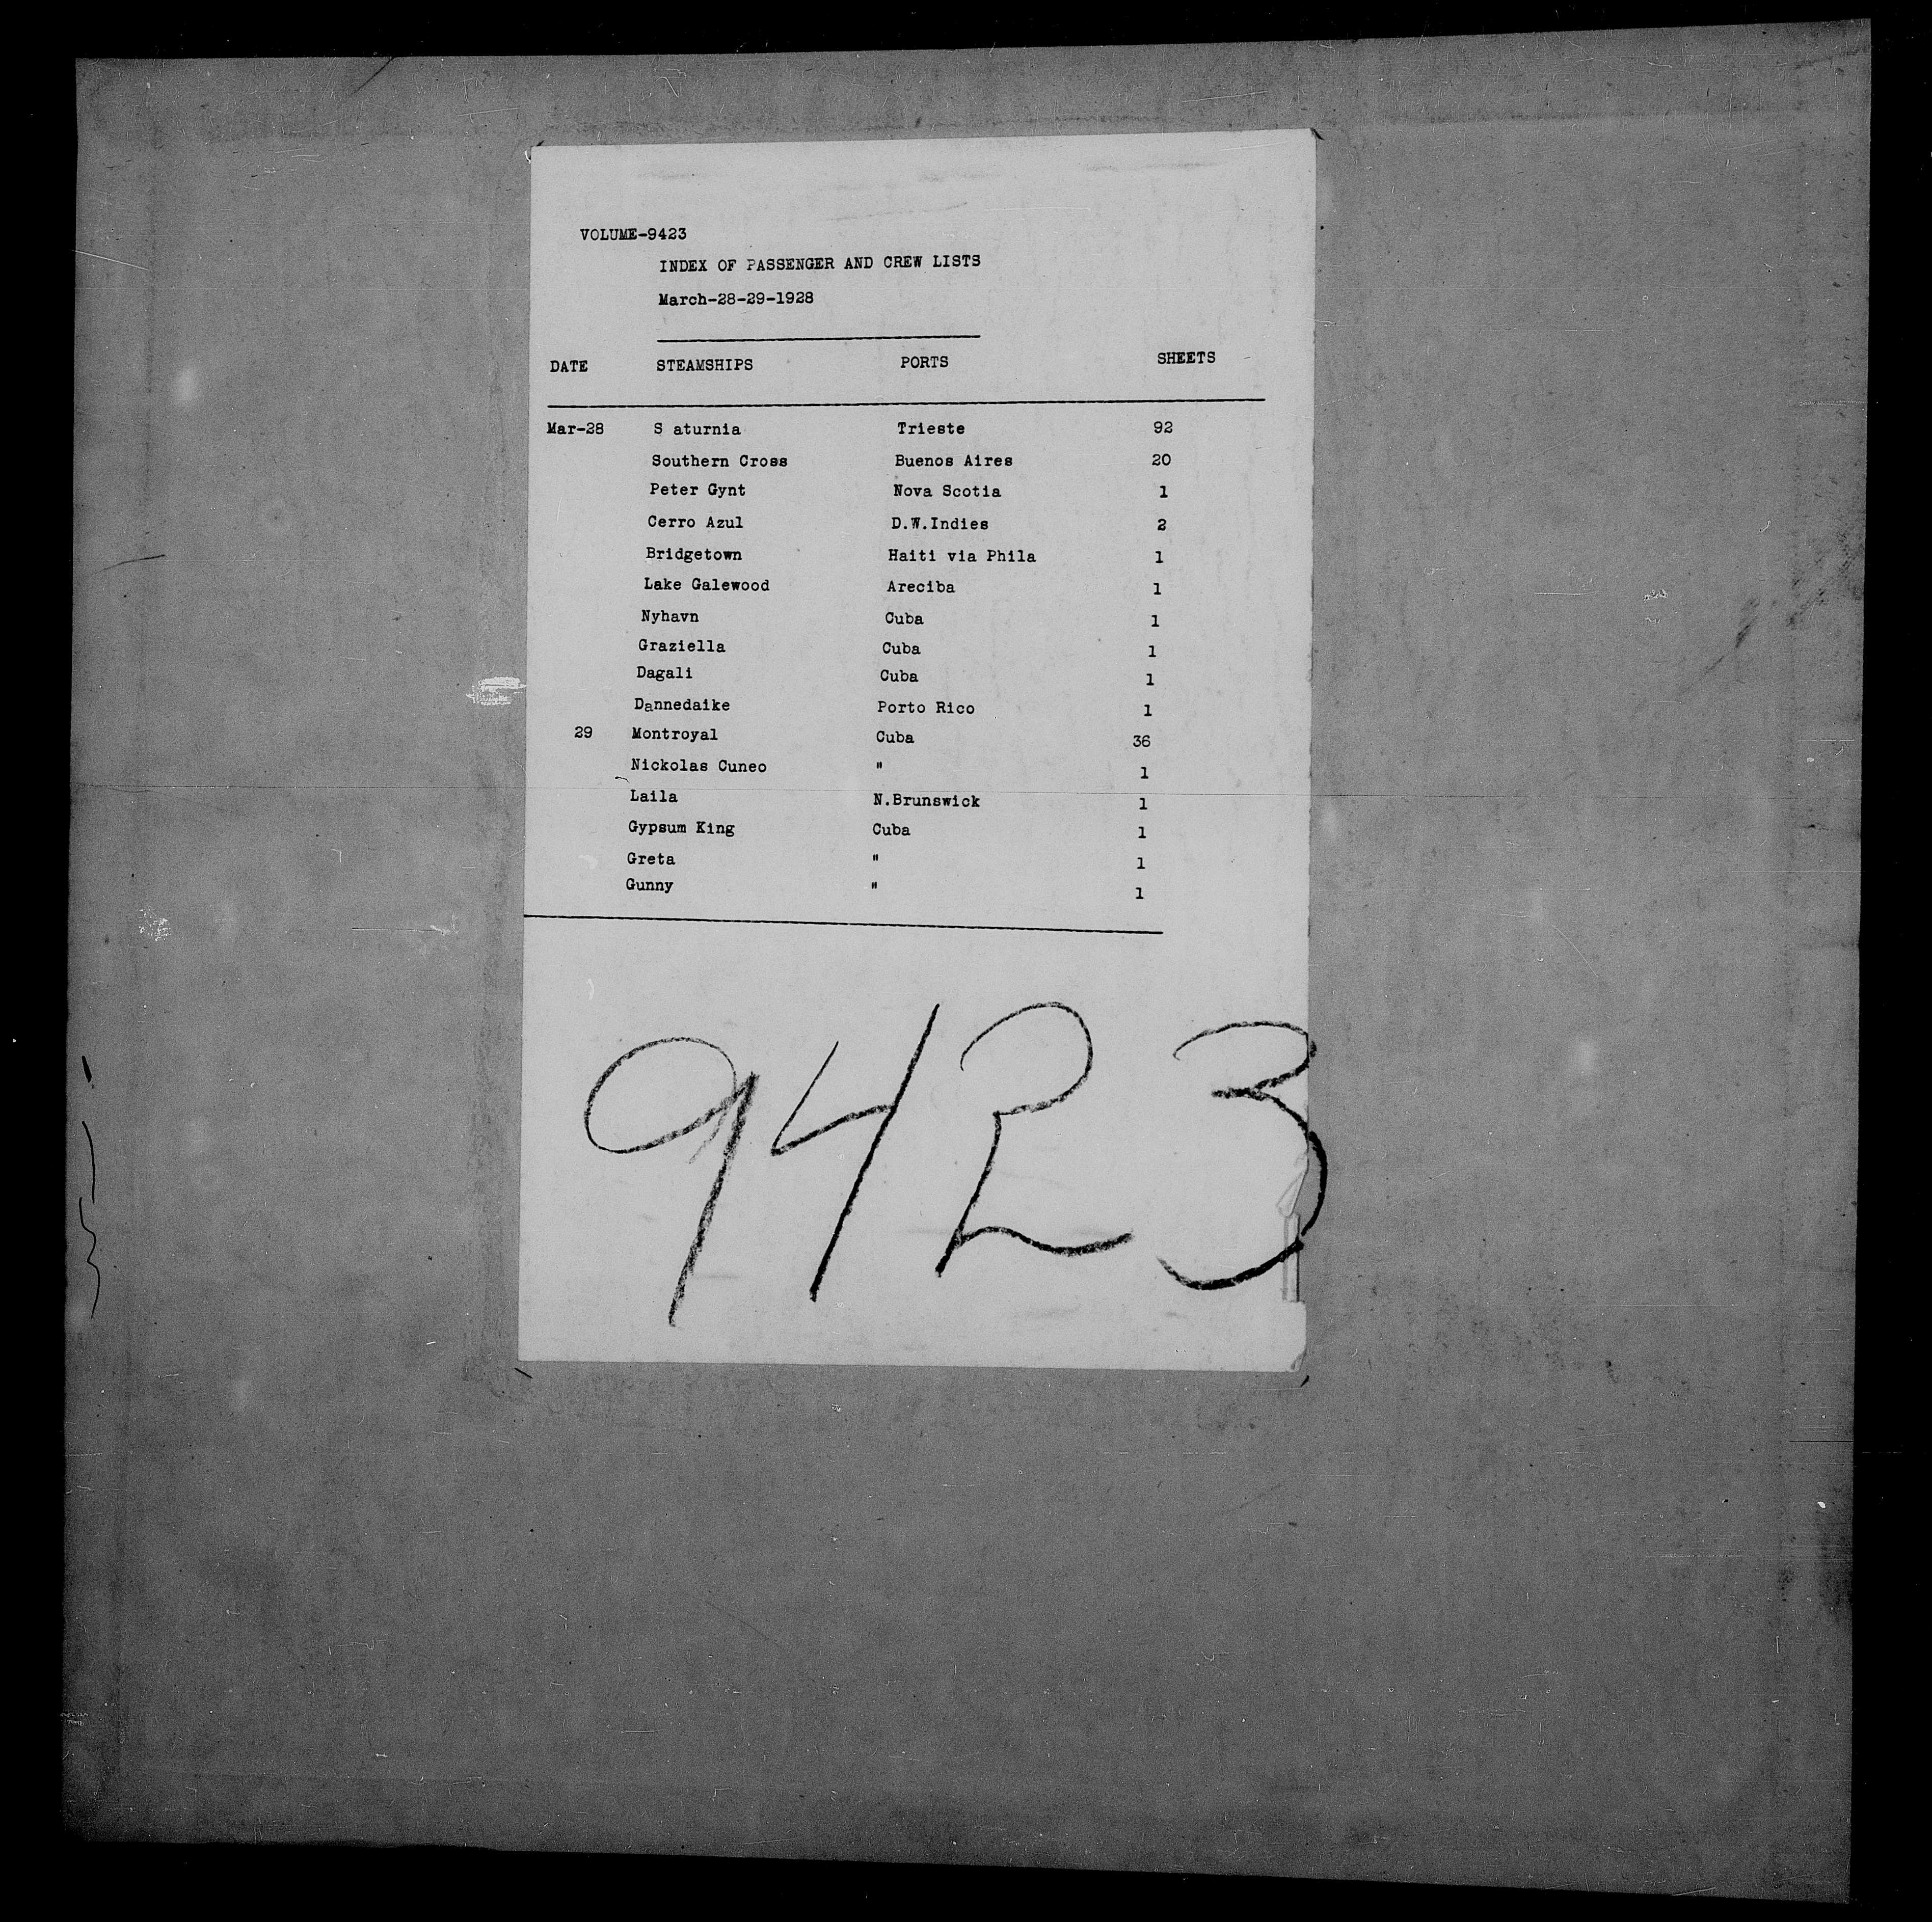 VOLUME-9423
INDEX OF PASSENGER AND CREW LISTS
March-28-29-1928
DATE STEAMSHIPS PORTS SHEETS
Mar-28 S aturnia Trieste 92
Southern Cross Buenos Aires 20
Peter Gynt Nova Scotia 1
Cerro Azul D.W.Indies 2
Bridgetown Haiti via Phila 1
Lake Galewood Areciba 1
Nyhavn Cuba 1
Graziella Cuba 1
Dagali Cuba 1
Dannedaike Porto Rico 1
29 Montroyal Cuba 36
Nickolas Cuneo " 1
Laila N.Brunswick 1
Gypsum King Cuba 1
Greta " 1
Gunny " 1
9423